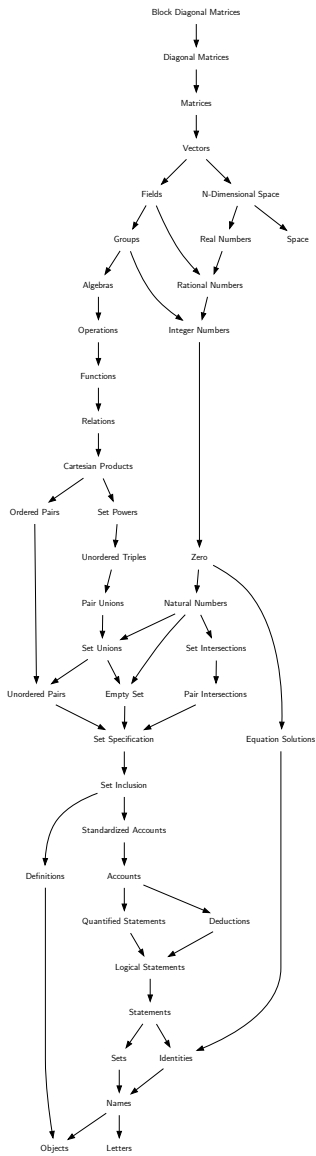 Block Diagonal Matrices
Diagonal Matrices
Matrices
Vectors
Fields
N-Dimensional Space
Groups
Real Numbers
Space
Algebras
Rational Numbers
Operations
Integer Numbers
Functions
Relations
Cartesian Products
Ordered Pairs
Set Powers
Unordered Triples
Zero
Pair Unions
Natural Numbers
Set Unions
Set Intersections
Unordered Pairs
Empty Set
Pair Intersections
Set Specification
Equation Solutions
Set Inclusion
Standardized Accounts
Definitions
Accounts
Quantified Statements
Deductions
Logical Statements
Statements
Sets
Identities
Names
Objects
Letters